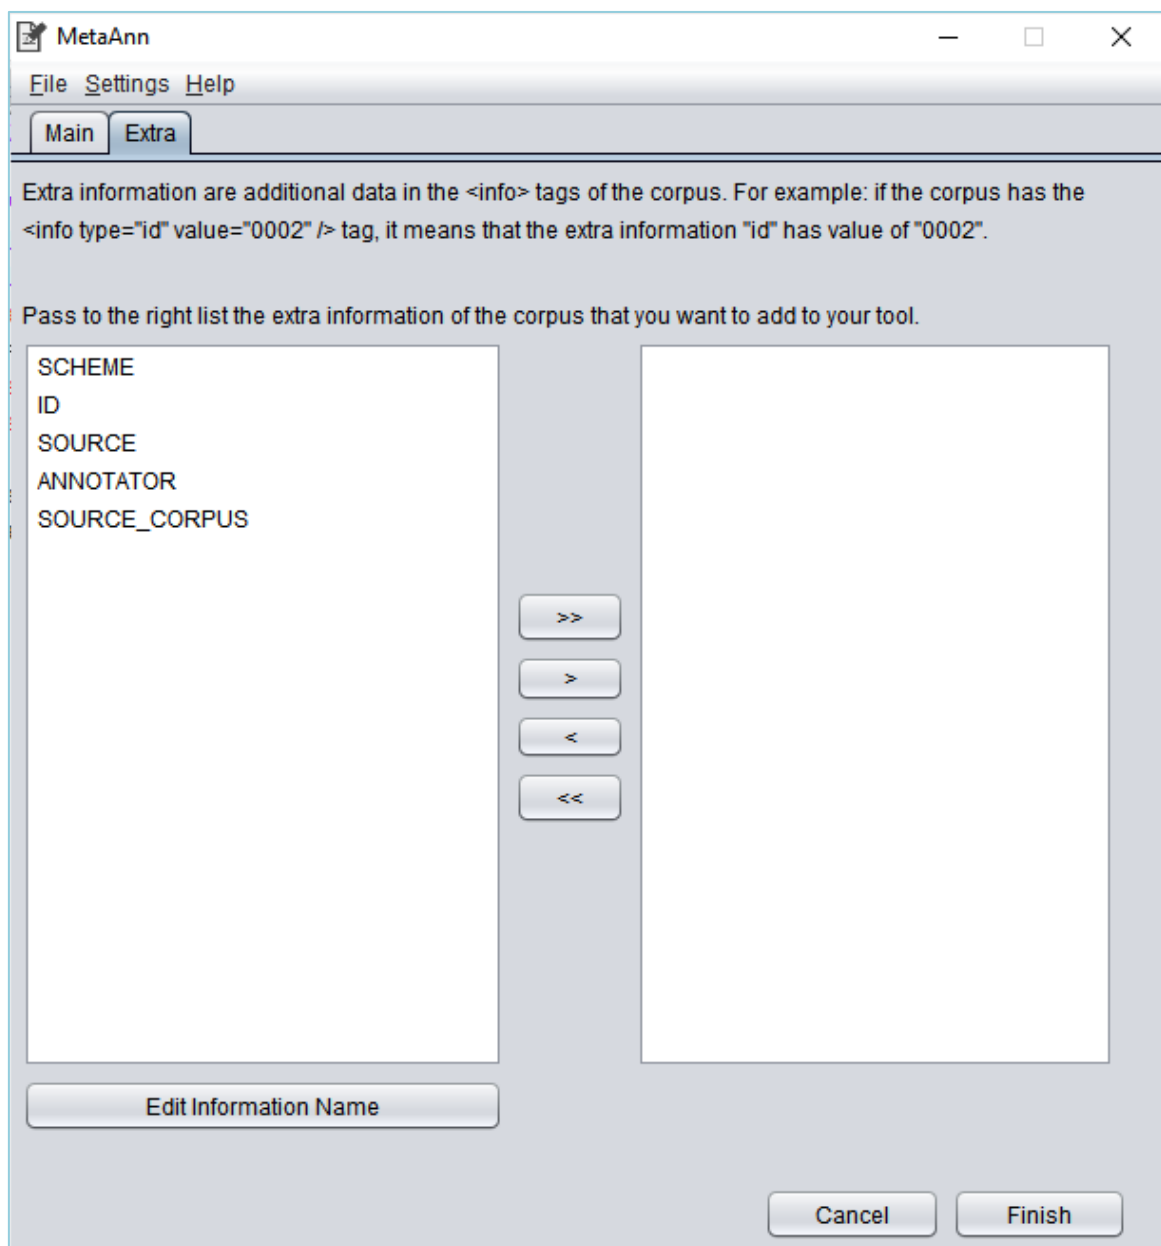 MetaAnn
File Settings Help
Main Extra
Extra information are additional data in the <info> tags of the corpus. For example: if the corpus has the
<info type="id" value="0002" /> tag, it means that the extra information "id" has value of "0002".
Pass to the right list the extra information of the corpus that you want to add to your tool.
SCHEME
ID
SOURCE
ANNOTATOR
SOURCE_CORPUS
>>
>
<
<<
Edit Information Name
Cancel Finish